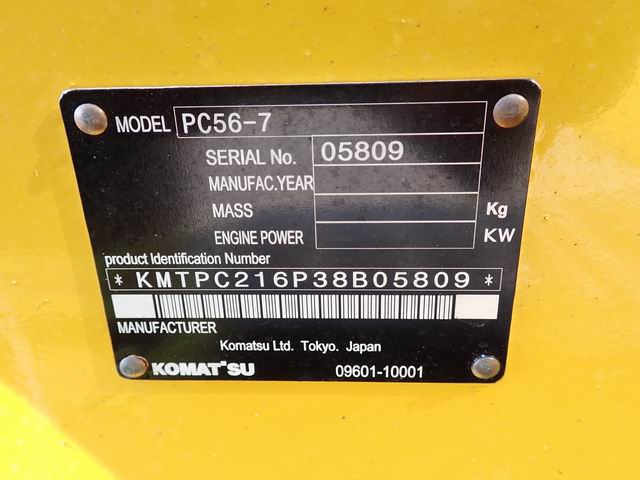 MODEL PC56-7
SERIAL No. 05809
MANUFAC.YEAR
MASS Kg
ENGINE POWER KW
product Identification Number
* KMTPC216P38B05809 *
MANUFACTURER
Komatsu Ltd. Tokyo. Japan
KOMATSU 09601-10001